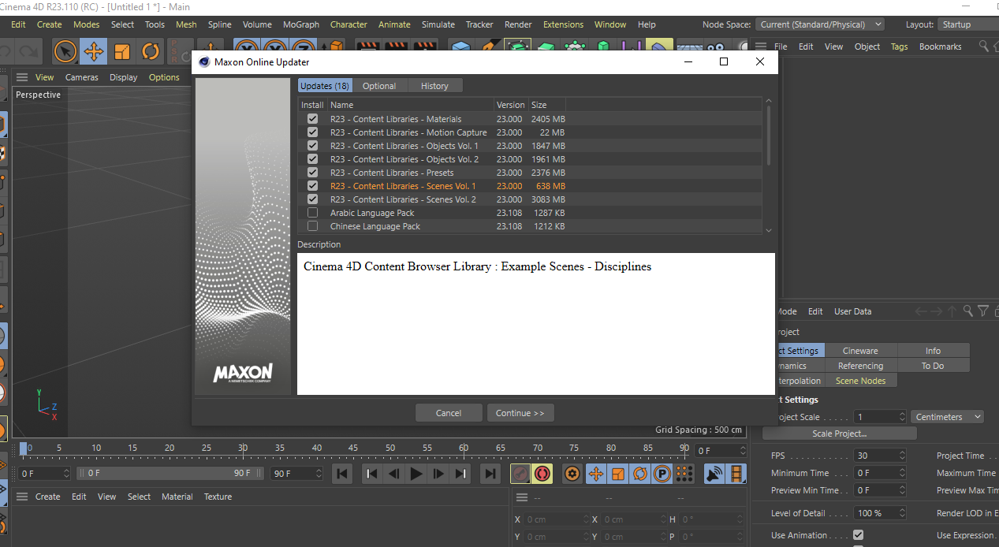 Cinema 4D R23.110 (RC) - [Untitled 1 *] - Main
Edit Create Modes Select Tools Mesh Spline Volume MoGraph Character Animate Simulate Tracker Render Extensions Window Help Node Space: Current (Standard/Physical) Layout: Startup
File Edit View Object Tags Bookmarks
Maxon Online Updater
View Cameras Display Options
Perspective
Updates (18) Optional History
Install Name Version Size
R23 - Content Libraries - Materials 23.000 2405 MB
R23 - Content Libraries - Motion Capture 23.000 22 MB
R23 - Content Libraries - Objects Vol. 1 23.000 1847 MB
R23 - Content Libraries - Objects Vol. 2 23.000 1961 MB
R23 - Content Libraries - Presets 23.000 2376 MB
R23 - Content Libraries - Scenes Vol. 1 23.000 638 MB
R23 - Content Libraries - Scenes Vol. 2 23.000 3083 MB
Arabic Language Pack 23.108 1287 KB
Chinese Language Pack 23.108 1212 KB
Description
Cinema 4D Content Browser Library : Example Scenes - Disciplines
MAXON
A NEMETSCHEK COMPANY
Cancel Continue >>
Mode Edit User Data
roject
ct Settings Cineware Info
namics Referencing To Do
terpolation Scene Nodes
t Settings
oject Scale . . . . . 1 Centimeters
Scale Project...
Y
Z
X
Grid Spacing : 500 cm
0 5 10 15 20 25 30 35 40 45 50 55 60 65 70 75 80 85 90 0 F
0 F 0 F 90 F 90 F
FPS 30 Project Time
Minimum Time 0 F Maximum Time
Preview Min Time 0 F Preview Max Tim
Level of Detail 100 % Render LOD in E
Use Animation Use Expression
Create Edit View Select Material Texture
-- -- --
X 0 cm X 0 cm H 0 °
Y 0 cm Y 0 cm P 0 °